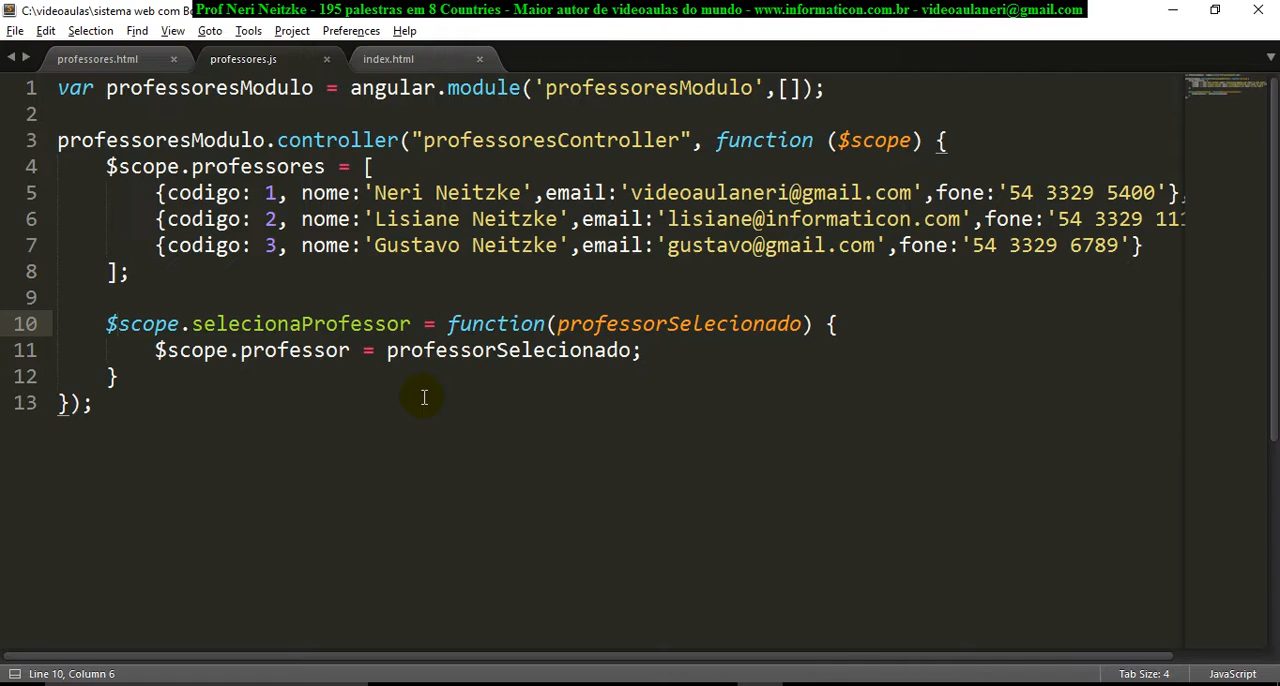 C:\videoaulas\sistema web com
Prof Neri Neitzke - 195 palestras em 8 Countries - Maior autor de videoaulas do mundo - www.informaticon.com.br - videoaulaneri@gmail.com
File Edit Selection Find View Goto Tools Project Preferences Help
professores.html professores.js index.html
1 var professoresModulo = angular.module('professoresModulo',[]);
2
3 professoresModulo.controller("professoresController", function ($scope) {
4 $scope.professores = [
5 {codigo: 1, nome:'Neri Neitzke',email:'videoaulaneri@gmail.com',fone:'54 3329 5400'},
6 {codigo: 2, nome:'Lisiane Neitzke',email:'lisiane@informaticon.com',fone:'54 3329 111
7 {codigo: 3, nome:'Gustavo Neitzke',email:'gustavo@gmail.com',fone:'54 3329 6789'}
8 ];
9
10 $scope.selecionaProfessor = function(professorSelecionado) {
11 $scope.professor = professorSelecionado;
12 }
13 });
Line 10, Column 6 Tab Size: 4 JavaScript